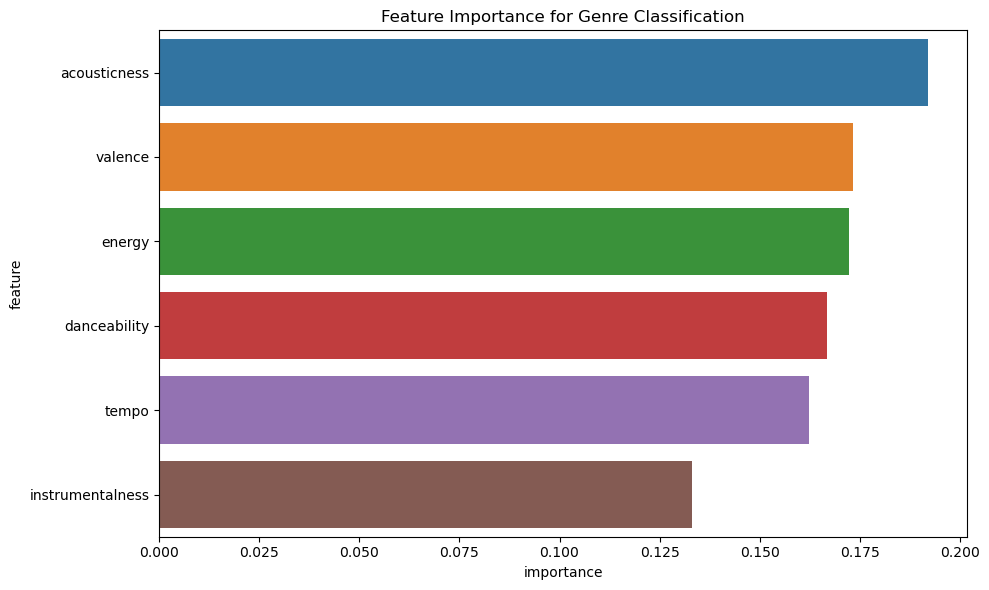 Feature Importance for Genre Classification
feature
acousticness
valence
energy
danceability
tempo
instrumentalness
0.000 0.025 0.050 0.075 0.100 0.125 0.150 0.175 0.200
importance